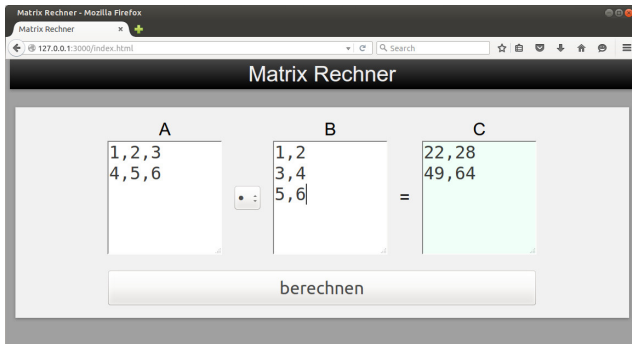 Matrix Rechner - Mozilla Firefox
Matrix Rechner
127.0.0.1:3000/index.html
Search
Matrix Rechner
A B C
1,2,3
4,5,6
•
1,2
3,4
5,6
=
22,28
49,64
berechnen